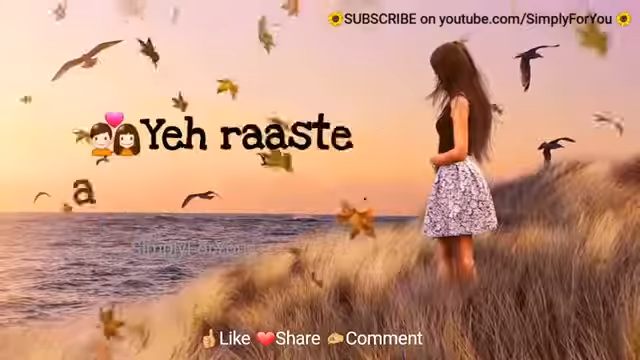 🌻SUBSCRIBE on youtube.com/SimplyForYou 🌻
💑Yeh raaste
a
SimplyForYou
👍Like ❤️Share 🤏Comment